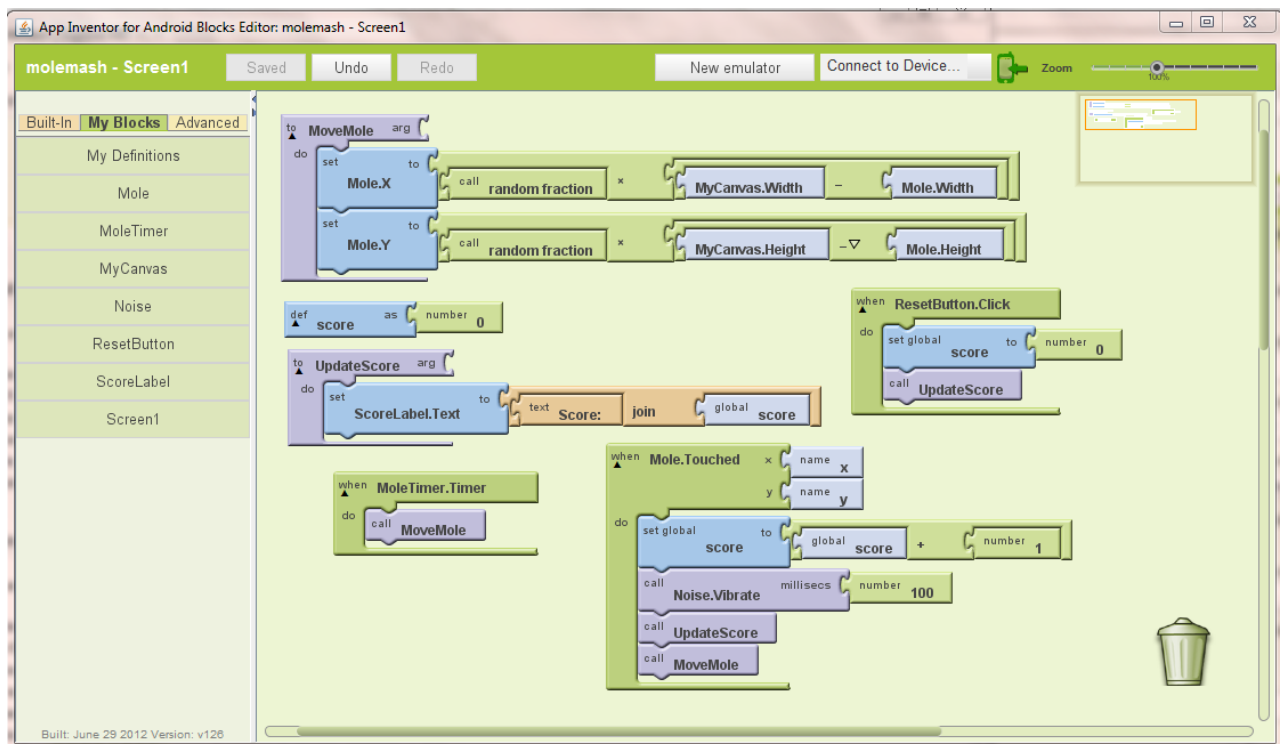 App Inventor for Android Blocks Editor: molemash - Screen1
molemash - Screen1 Saved Undo Redo New emulator Connect to Device... Zoom
100%
Built-In My Blocks Advanced
My Definitions
Mole
MoleTimer
MyCanvas
Noise
ResetButton
ScoreLabel
Screen1
Built: June 29 2012 Version: v126
to MoveMole arg
do set Mole.X to call random fraction × MyCanvas.Width - Mole.Width
set Mole.Y to call random fraction × MyCanvas.Height - Mole.Height
def score as number 0
to UpdateScore arg
do set ScoreLabel.Text to text Score: join global score
when MoleTimer.Timer
do call MoveMole
when ResetButton.Click
do set global score to number 0
call UpdateScore
when Mole.Touched x name x
y name y
do set global score to global score + number 1
call Noise.Vibrate millisecs number 100
call UpdateScore
call MoveMole